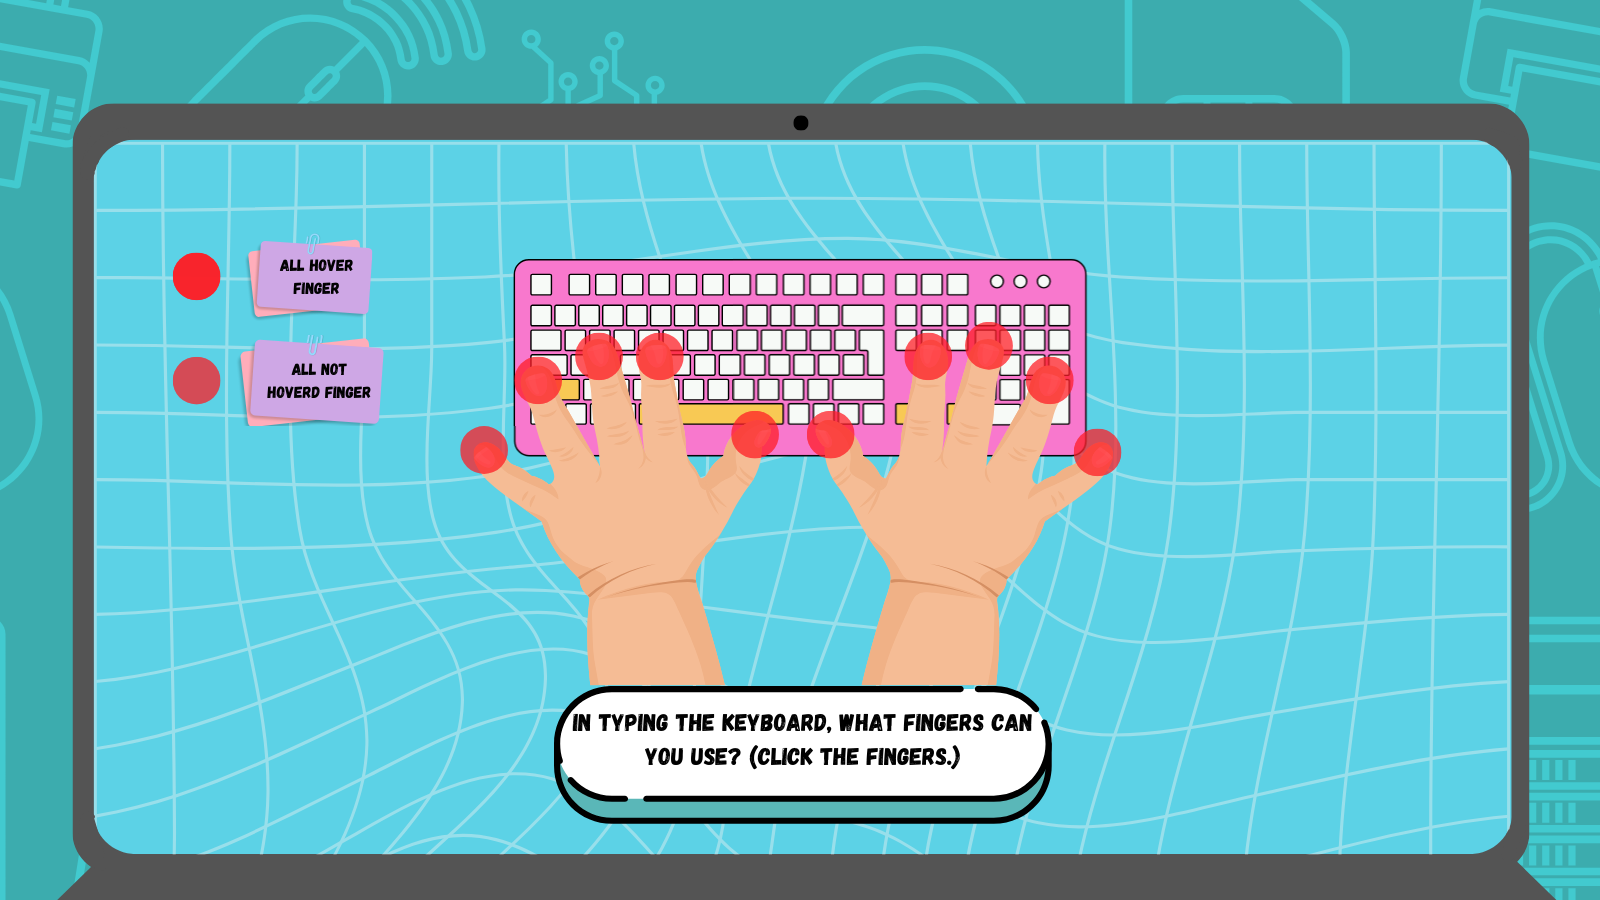 ALL HOVER
FINGER
ALL NOT
HOVERD FINGER
IN TYPING THE KEYBOARD, WHAT FINGERS CAN
YOU USE? (CLICK THE FINGERS.)